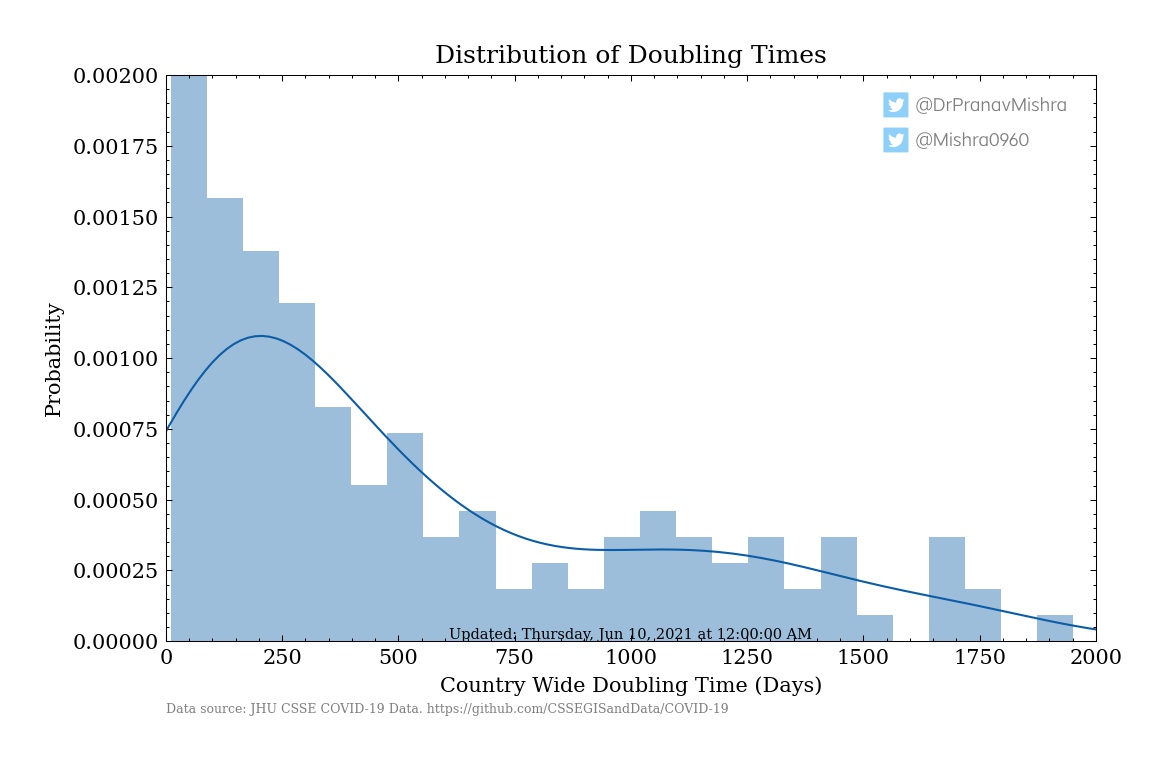 Distribution of Doubling Times
@DrPranavMishra
@Mishra0960
0.00200
0.00175
0.00150
0.00125
0.00100
0.00075
0.00050
0.00025
0.00000
Probability
Updated: Thursday, Jun 10, 2021 at 12:00:00 AM
0 250 500 750 1000 1250 1500 1750 2000
Country Wide Doubling Time (Days)
Data source: JHU CSSE COVID-19 Data. https://github.com/CSSEGISandData/COVID-19